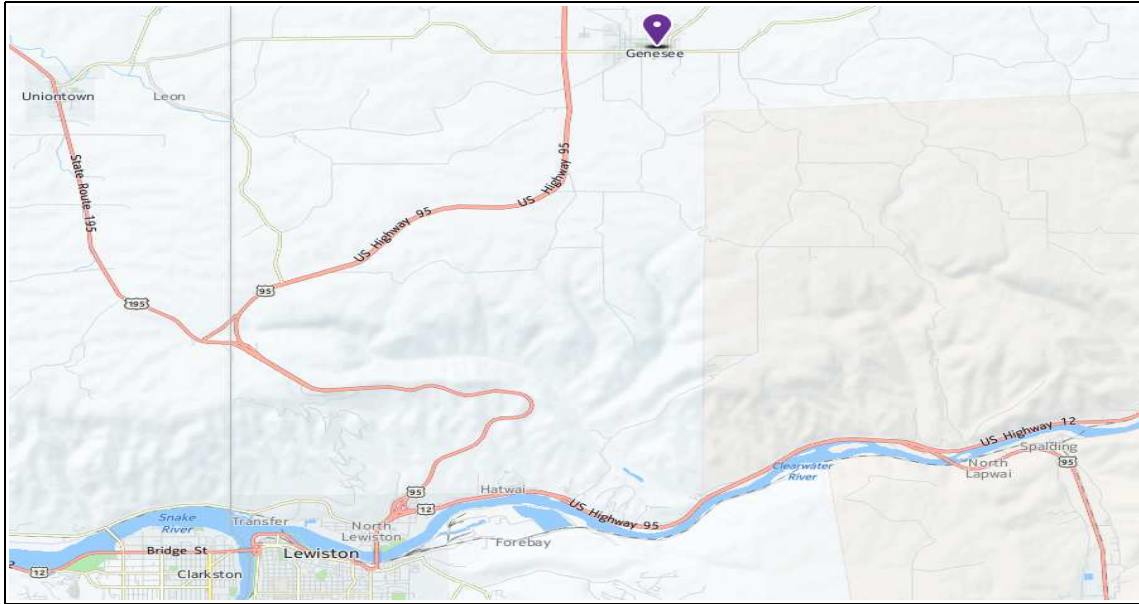 Genesee
Uniontown
Leon
State Route 195
US Highway 95
US Highway 95
95
195
US Highway 12
Spalding
North
Lapwai
95
Clearwater
River
95
Hatwai
12
US Highway 95
Snake
River
Transfer
North
Lewiston
Forebay
Bridge St
Lewiston
12
Clarkston